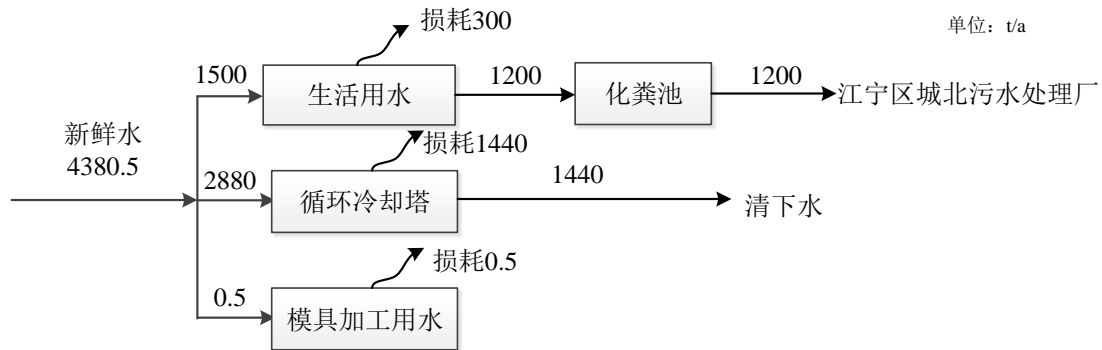 单位：t/a
损耗300
1500
生活用水
1200
化粪池
1200
江宁区城北污水处理厂
新鲜水
4380.5
损耗1440
2880
循环冷却塔
1440
清下水
损耗0.5
0.5
模具加工用水